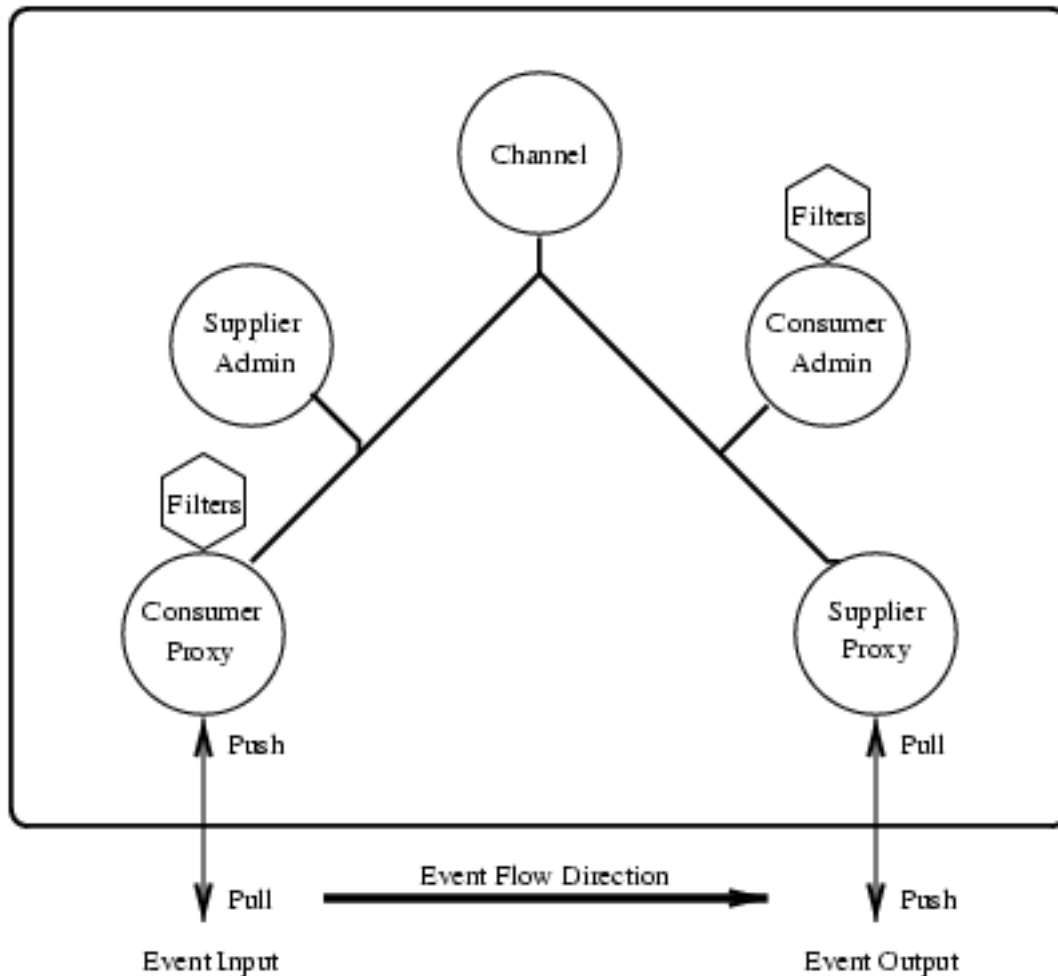 Channel
Filters
Supplier
Admin
Consumer
Admin
Filters
Consumer
Proxy
Supplier
Proxy
Push
Pull
Event Flow Direction
Pull
Push
Event Input
Event Output